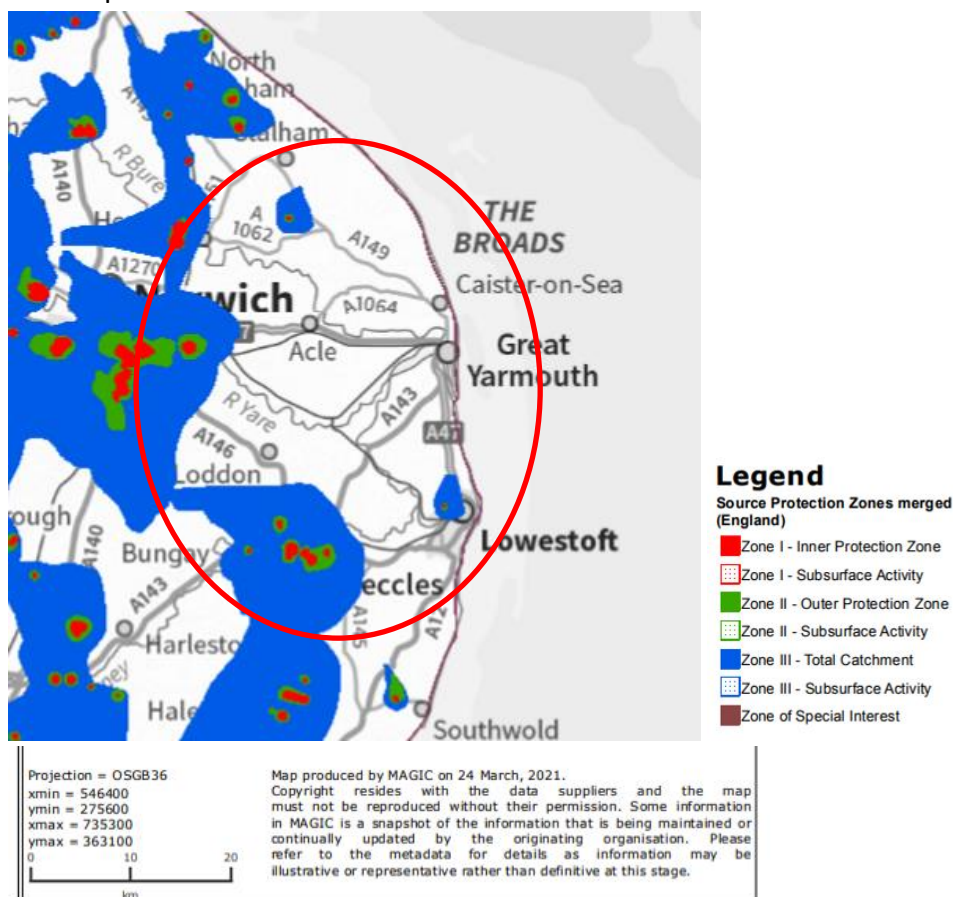 North
ham
alham
A149
A140
R Bure
A
1062
A149
THE
BROADS
Caister-on-Sea
A1270
wich
A1064
Acle
Great
Yarmouth
A143
R Yare
A47
A146
Loddon
rough
A140
Bungay
Lowestoft
eccles
A143
A145
A12
Harlesto
Hale
Southwold
Legend
Source Protection Zones merged
(England)
Zone I - Inner Protection Zone
Zone I - Subsurface Activity
Zone II - Outer Protection Zone
Zone II - Subsurface Activity
Zone III - Total Catchment
Zone III - Subsurface Activity
Zone of Special Interest
Projection = OSGB36
xmin = 546400
ymin = 275600
xmax = 735300
ymax = 363100
0 10 20
km
Map produced by MAGIC on 24 March, 2021.
Copyright resides with the data suppliers and the map
must not be reproduced without their permission. Some information
in MAGIC is a snapshot of the information that is being maintained or
continually updated by the originating organisation. Please
refer to the metadata for details as information may be
illustrative or representative rather than definitive at this stage.